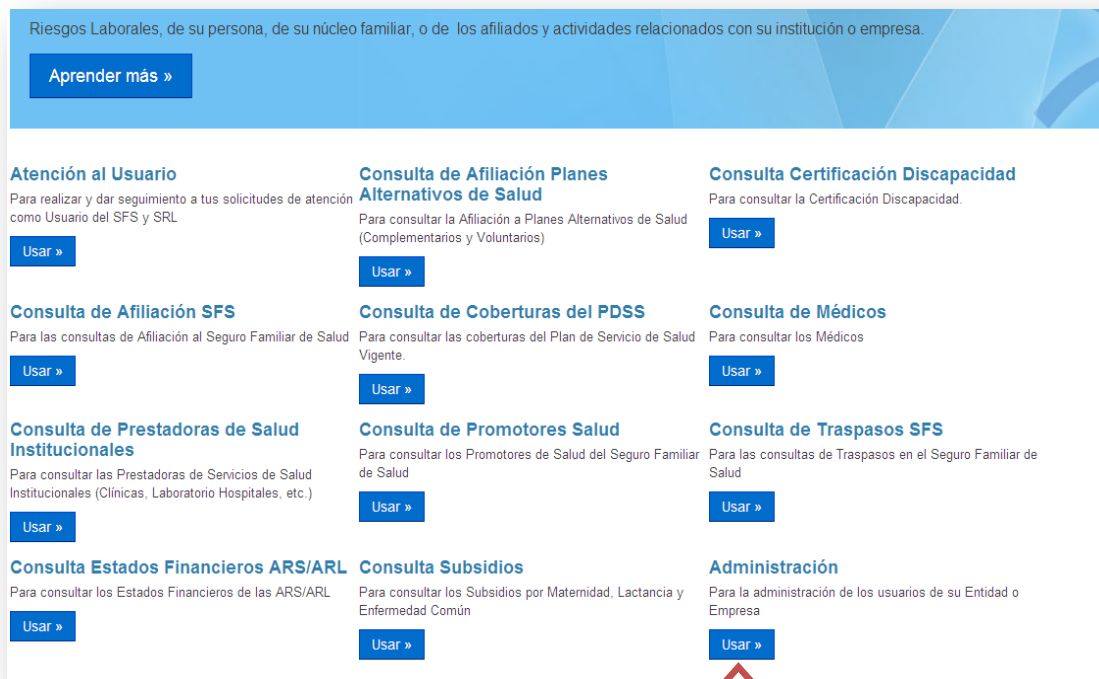 Riesgos Laborales, de su persona, de su núcleo familiar, o de los afiliados y actividades relacionados con su institución o empresa.
Aprender más »
Atención al Usuario
Para realizar y dar seguimiento a tus solicitudes de atención
como Usuario del SFS y SRL
Usar »
Consulta de Afiliación Planes
Alternativos de Salud
Para consultar la Afiliación a Planes Alternativos de Salud
(Complementarios y Voluntarios)
Usar »
Consulta Certificación Discapacidad
Para consultar la Certificación Discapacidad.
Usar »
Consulta de Afiliación SFS
Para las consultas de Afiliación al Seguro Familiar de Salud
Usar »
Consulta de Coberturas del PDSS
Para consultar las coberturas del Plan de Servicio de Salud
Vigente.
Usar »
Consulta de Médicos
Para consultar los Médicos
Usar »
Consulta de Prestadoras de Salud
Institucionales
Para consultar las Prestadoras de Servicios de Salud
Institucionales (Clínicas, Laboratorio Hospitales, etc.)
Usar »
Consulta de Promotores Salud
Para consultar los Promotores de Salud del Seguro Familiar
de Salud
Usar »
Consulta de Traspasos SFS
Para las consultas de Traspasos en el Seguro Familiar de
Salud
Usar »
Consulta Estados Financieros ARS/ARL
Para consultar los Estados Financieros de las ARS/ARL
Usar »
Consulta Subsidios
Para consultar los Subsidios por Maternidad, Lactancia y
Enfermedad Común
Usar »
Administración
Para la administración de los usuarios de su Entidad o
Empresa
Usar »